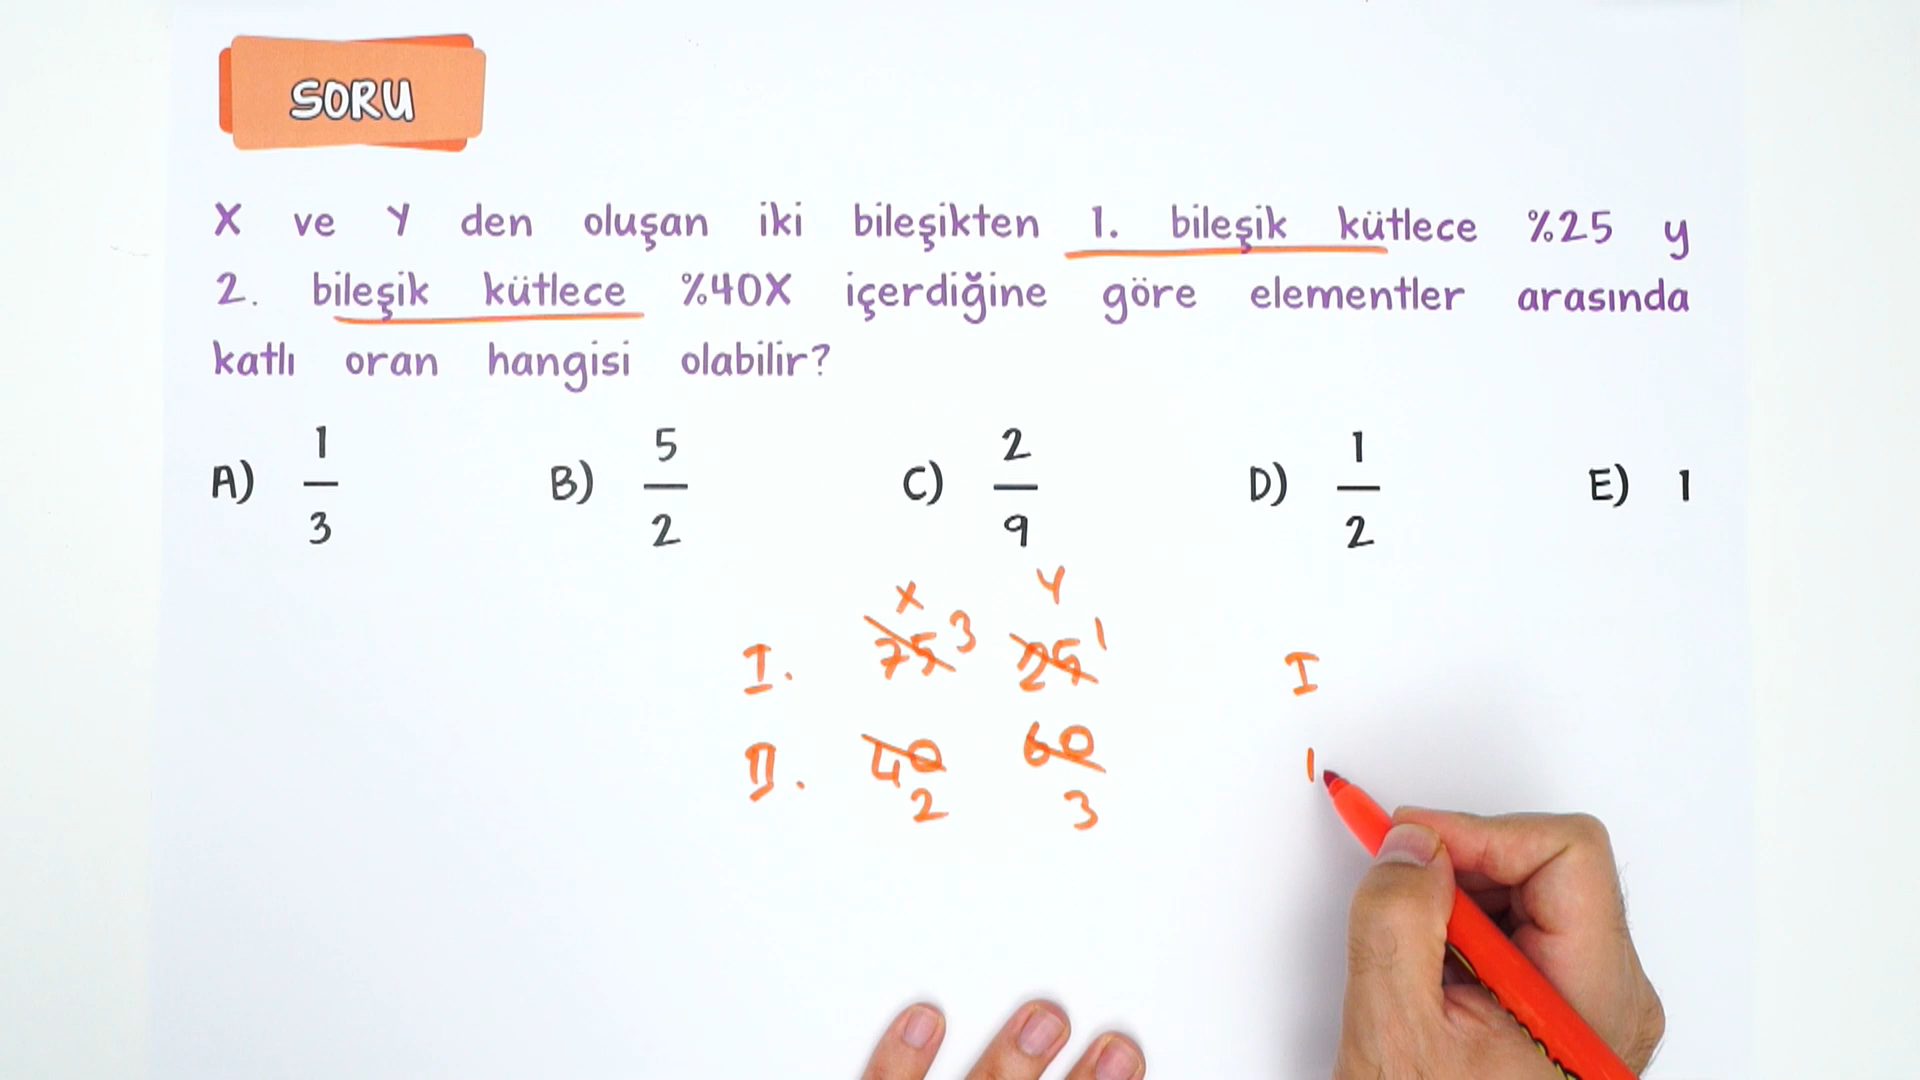 SORU
X ve Y den oluşan iki bileşikten 1. bileşik kütlece %25 y
2. bileşik kütlece %40X içerdiğine göre elementler arasında
katlı oran hangisi olabilir?
A) 1/3 B) 5/2 C) 2/9 D) 1/2 E) 1
X Y
I. 75 3 25 1 I
II. 40 60 I
2 3